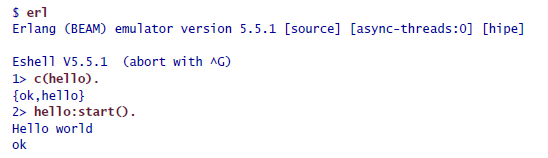 $ erl
Erlang (BEAM) emulator version 5.5.1 [source] [async-threads:0] [hipe]
Eshell V5.5.1  (abort with ^G)
1> c(hello).
{ok,hello}
2> hello:start().
Hello world
ok